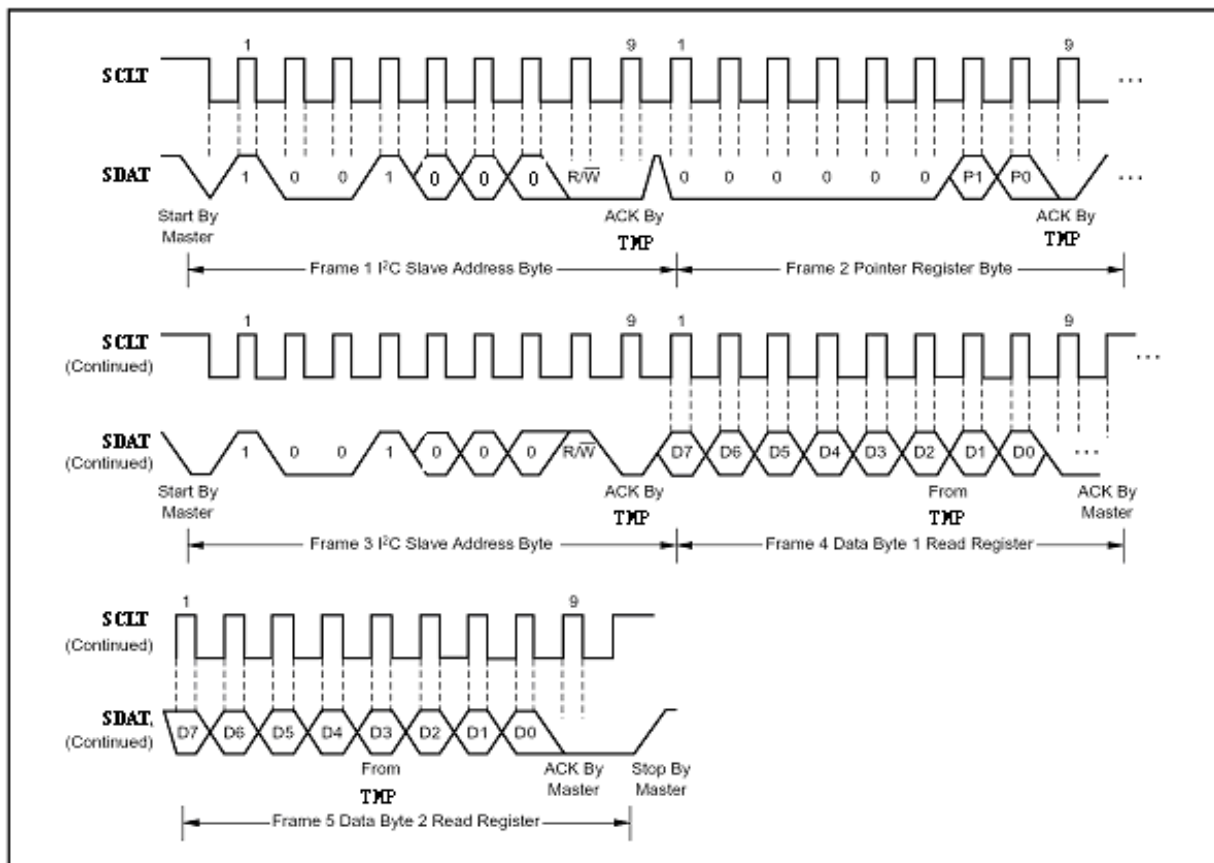 1 9 1 9
SCLT ...
SDAT 1 0 0 1 0 0 0 R/W̅ 0 0 0 0 0 0 P1 P0 ...
Start By Master
ACK By TMP
ACK By TMP
Frame 1 I²C Slave Address Byte
Frame 2 Pointer Register Byte
1 9 1 9
SCLT
(Continued)
...
SDAT 1 0 0 1 0 0 0 R/W̅ D7 D6 D5 D4 D3 D2 D1 D0 ...
(Continued)
Start By Master
ACK By TMP
From TMP
ACK By Master
Frame 3 I²C Slave Address Byte
Frame 4 Data Byte 1 Read Register
1 9
SCLT
(Continued)
SDAT, D7 D6 D5 D4 D3 D2 D1 D0
(Continued)
From TMP
ACK By Master
Stop By Master
Frame 5 Data Byte 2 Read Register